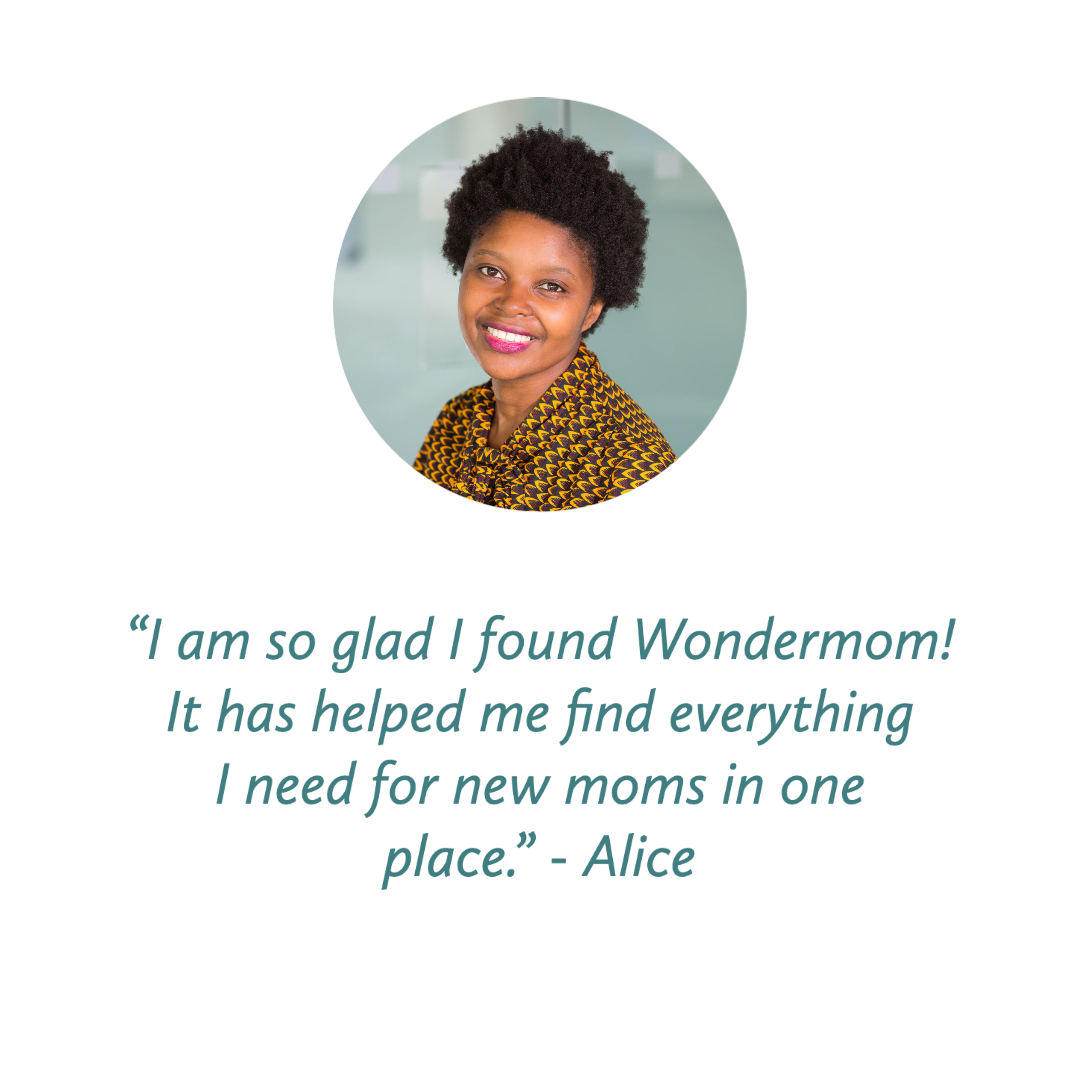 “I am so glad I found Wondermom!
It has helped me find everything
I need for new moms in one
place.” - Alice